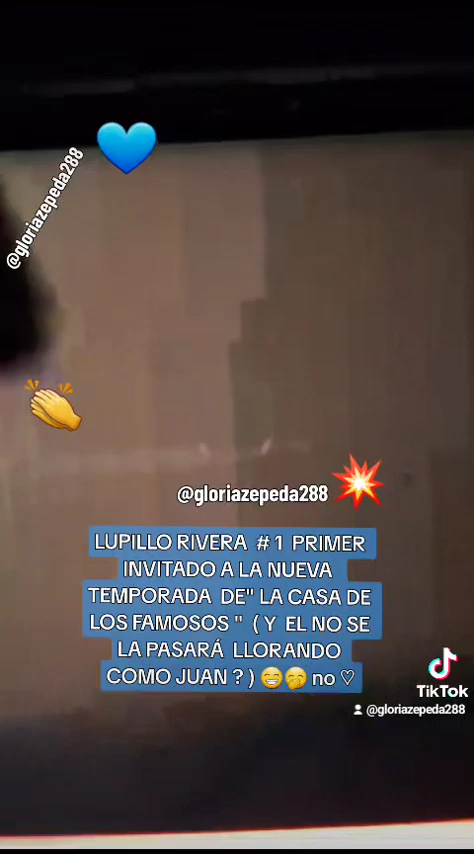 @gloriazepeda288
@gloriazepeda288
LUPILLO RIVERA #1 PRIMER
INVITADO A LA NUEVA
TEMPORADA DE" LA CASA DE
LOS FAMOSOS " ( Y EL NO SE
LA PASARÁ LLORANDO
COMO JUAN ? ) 😁🤭 no ♡
TikTok
@gloriazepeda288